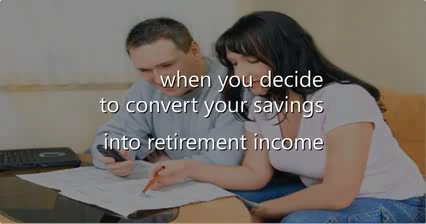 when you decide
to convert your savings
into retirement income